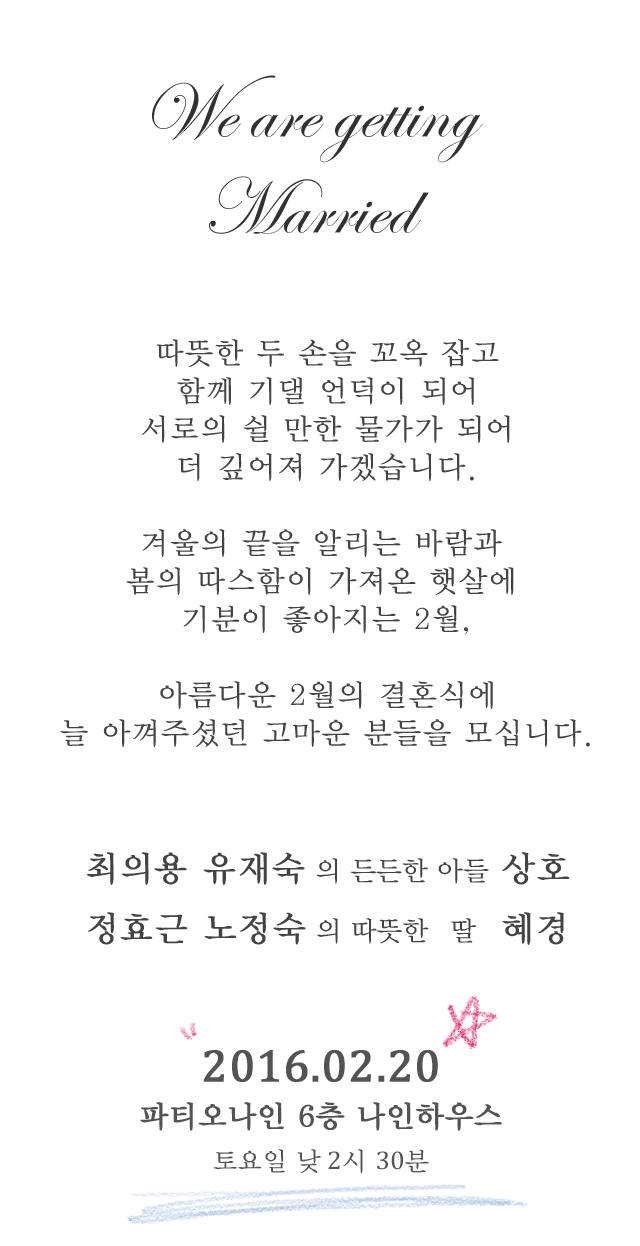 We are getting
Married
따뜻한 두 손을 꼬옥 잡고
함께 기댈 언덕이 되어
서로의 쉴 만한 물가가 되어
더 깊어져 가겠습니다.
겨울의 끝을 알리는 바람과
봄의 따스함이 가져온 햇살에
기분이 좋아지는 2월,
아름다운 2월의 결혼식에
늘 아껴주셨던 고마운 분들을 모십니다.
최의용 유재숙 의 든든한 아들 상호
정효근 노정숙 의 따뜻한 딸 혜경
2016.02.20
파티오나인 6층 나인하우스
토요일 낮 2시 30분